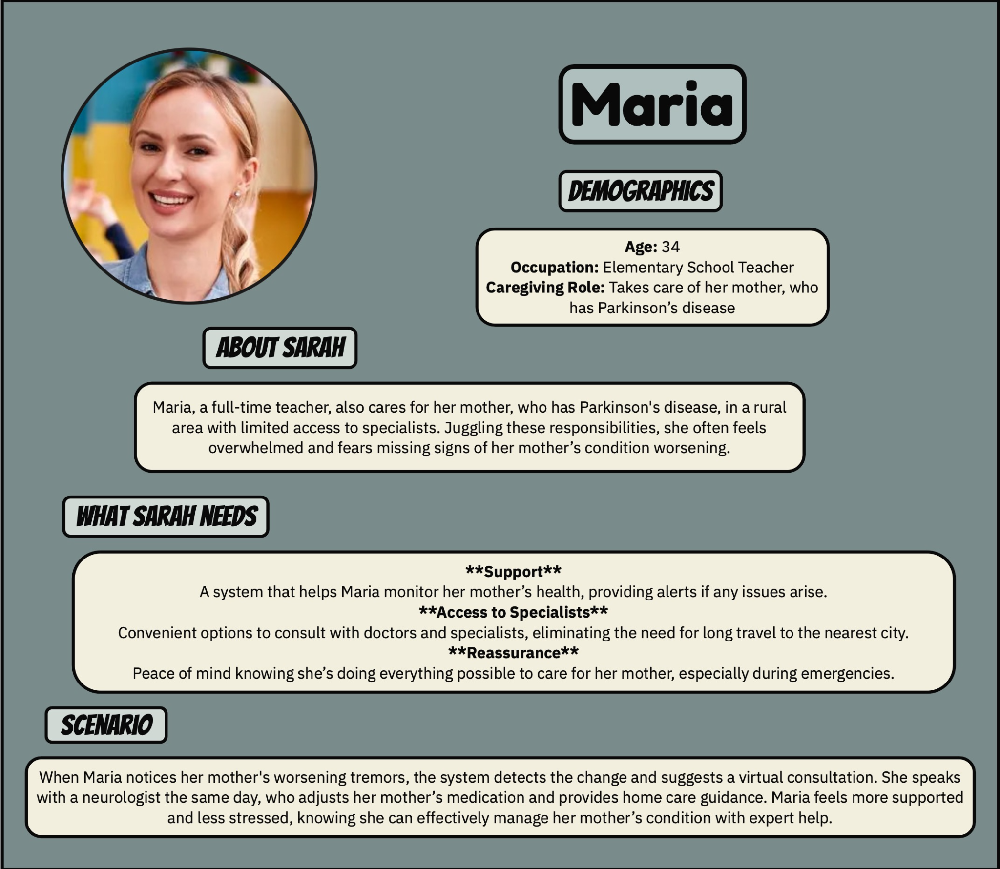 Maria
DEMOGRAPHICS
Age: 34
Occupation: Elementary School Teacher
Caregiving Role: Takes care of her mother, who
has Parkinson’s disease
ABOUT SARAH
Maria, a full-time teacher, also cares for her mother, who has Parkinson's disease, in a rural
area with limited access to specialists. Juggling these responsibilities, she often feels
overwhelmed and fears missing signs of her mother’s condition worsening.
WHAT SARAH NEEDS
**Support**
A system that helps Maria monitor her mother’s health, providing alerts if any issues arise.
**Access to Specialists**
Convenient options to consult with doctors and specialists, eliminating the need for long travel to the nearest city.
**Reassurance**
Peace of mind knowing she’s doing everything possible to care for her mother, especially during emergencies.
SCENARIO
When Maria notices her mother's worsening tremors, the system detects the change and suggests a virtual consultation. She speaks
with a neurologist the same day, who adjusts her mother’s medication and provides home care guidance. Maria feels more supported
and less stressed, knowing she can effectively manage her mother’s condition with expert help.